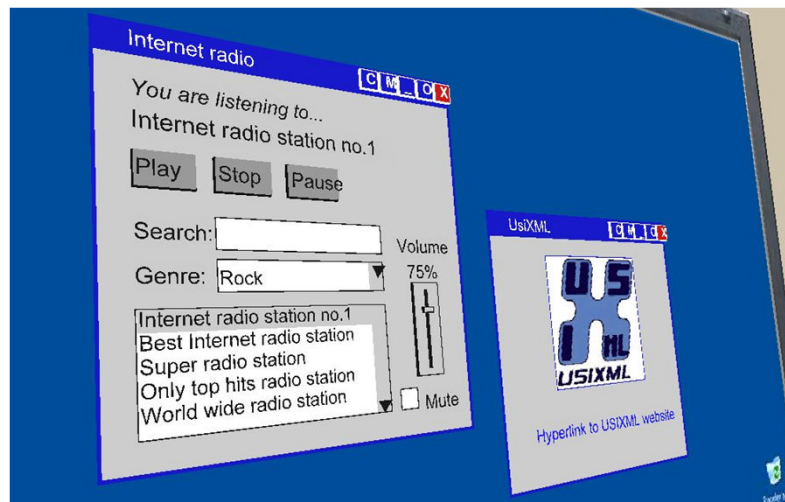 Internet radio
C M _ O X
You are listening to...
Internet radio station no.1
Play Stop Pause
Search:
Genre: Rock
Volume
75%
Internet radio station no.1
Best Internet radio station
Super radio station
Only top hits radio station
World wide radio station
Mute
UsiXML
C M _ O X
U S
I ML
USIXML
Hyperlink to USIXML website